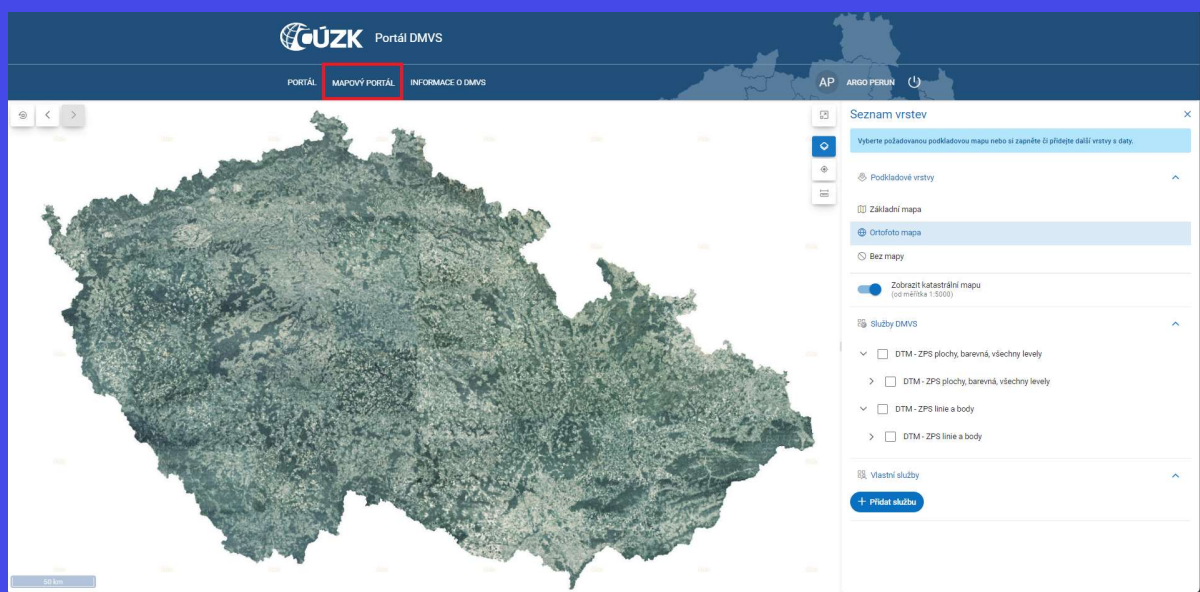 ČÚZK Portál DMVS
PORTÁL MAPOVÝ PORTÁL INFORMACE O DMVS AP ARGO PERUN
Seznam vrstev
Vyberte požadovanou podkladovou mapu nebo si zapněte či přidejte další vrstvy s daty.
Podkladové vrstvy
Základní mapa
Ortofoto mapa
Bez mapy
Zobrazit katastrální mapu
(od měřítka 1:5000)
Služby DMVS
DTM - ZPS plochy, barevná, všechny levely
DTM - ZPS plochy, barevná, všechny levely
DTM - ZPS linie a body
DTM - ZPS linie a body
Vlastní služby
+ Přidat službu
50 km